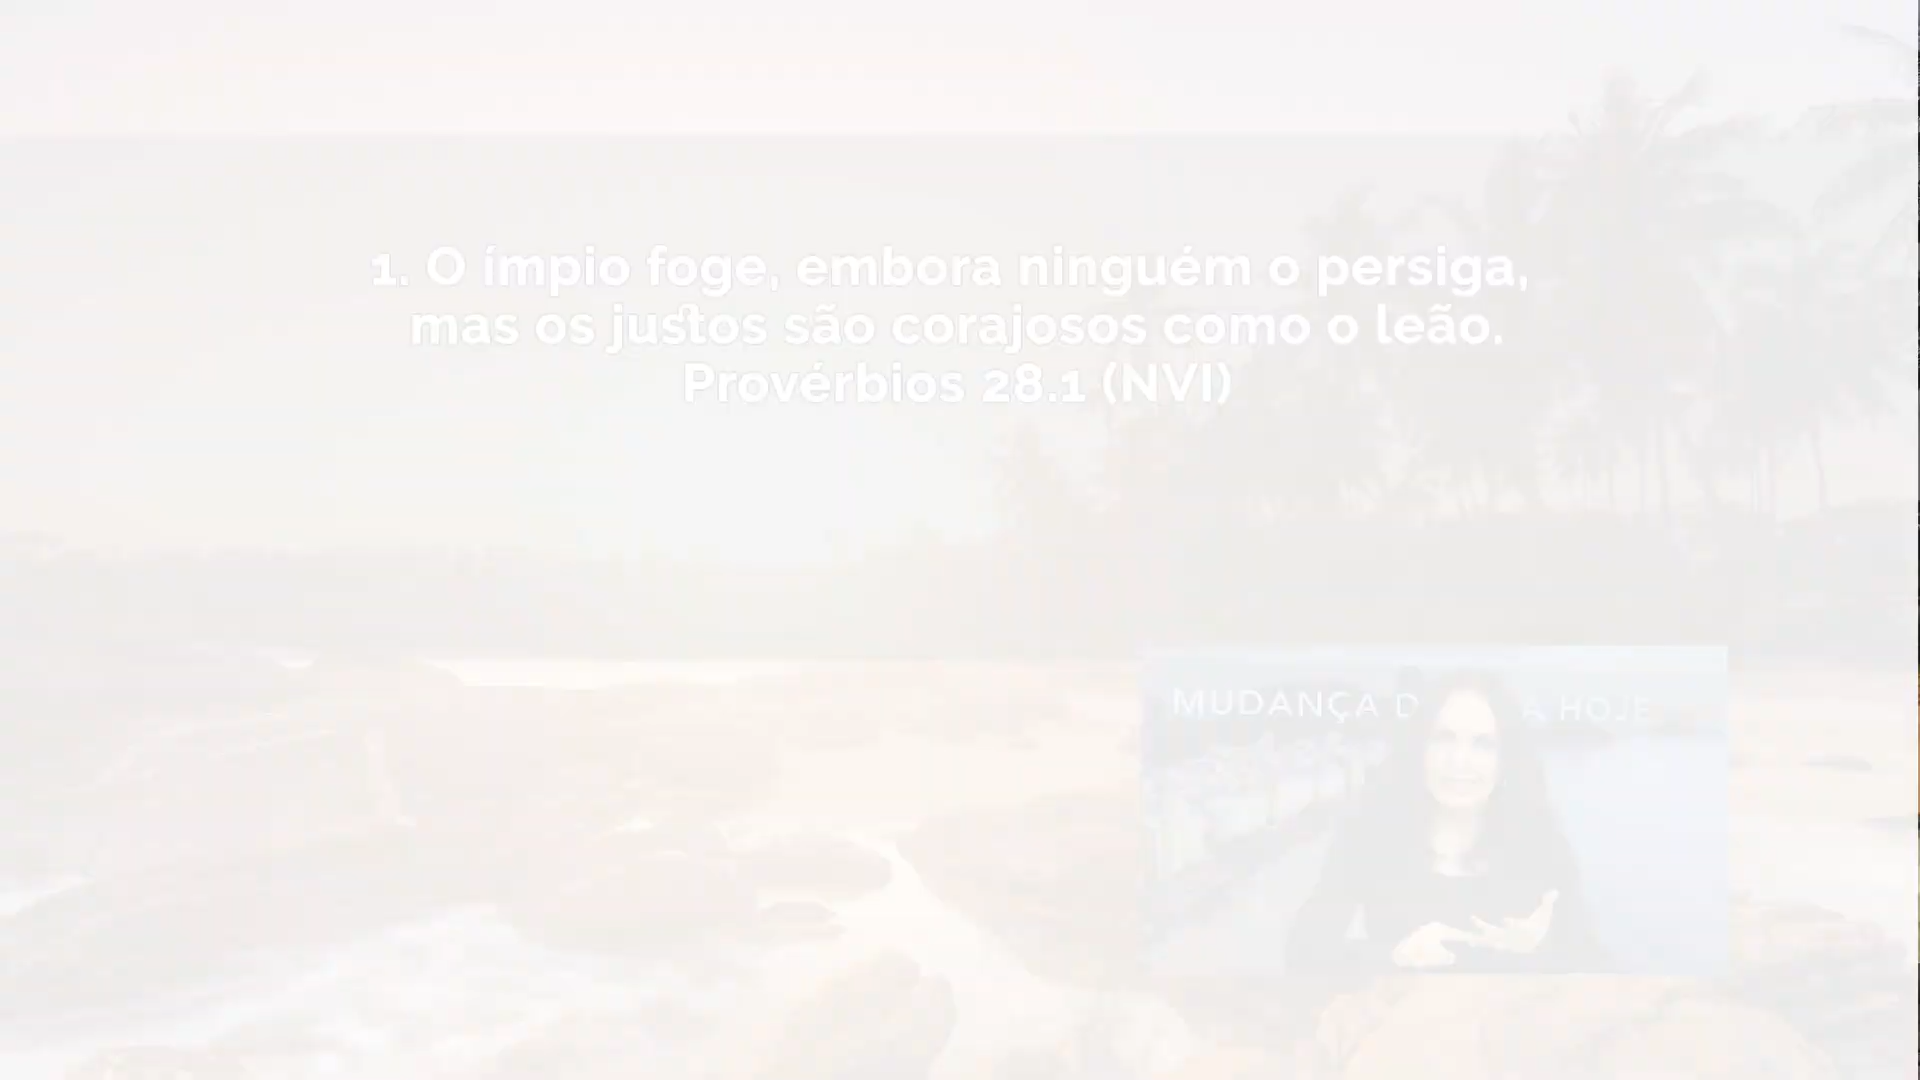 1. O ímpio foge, embora ninguém o persiga,
mas os justos são corajosos como o leão.
Provérbios 28.1 (NVI)
MUDANÇA D A HOJE